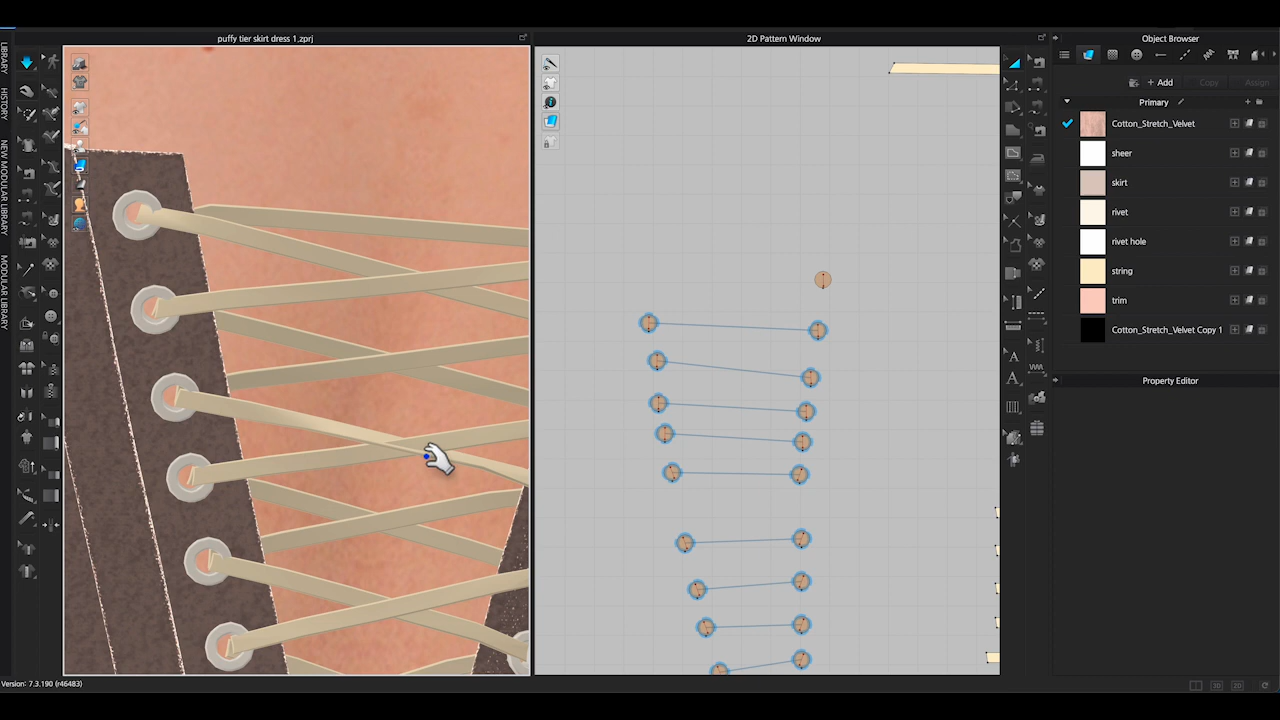 puffy tier skirt dress 1.zprj
2D Pattern Window
Object Browser
LIBRARY
HISTORY
NEW MODULAR LIBRARY
MODULAR LIBRARY
+ Add
Copy
Assign
Primary
Cotton_Stretch_Velvet
sheer
skirt
rivet
rivet hole
string
trim
Cotton_Stretch_Velvet Copy 1
Property Editor
A
A
Version: 7.3.190 (r46483)
3D
2D